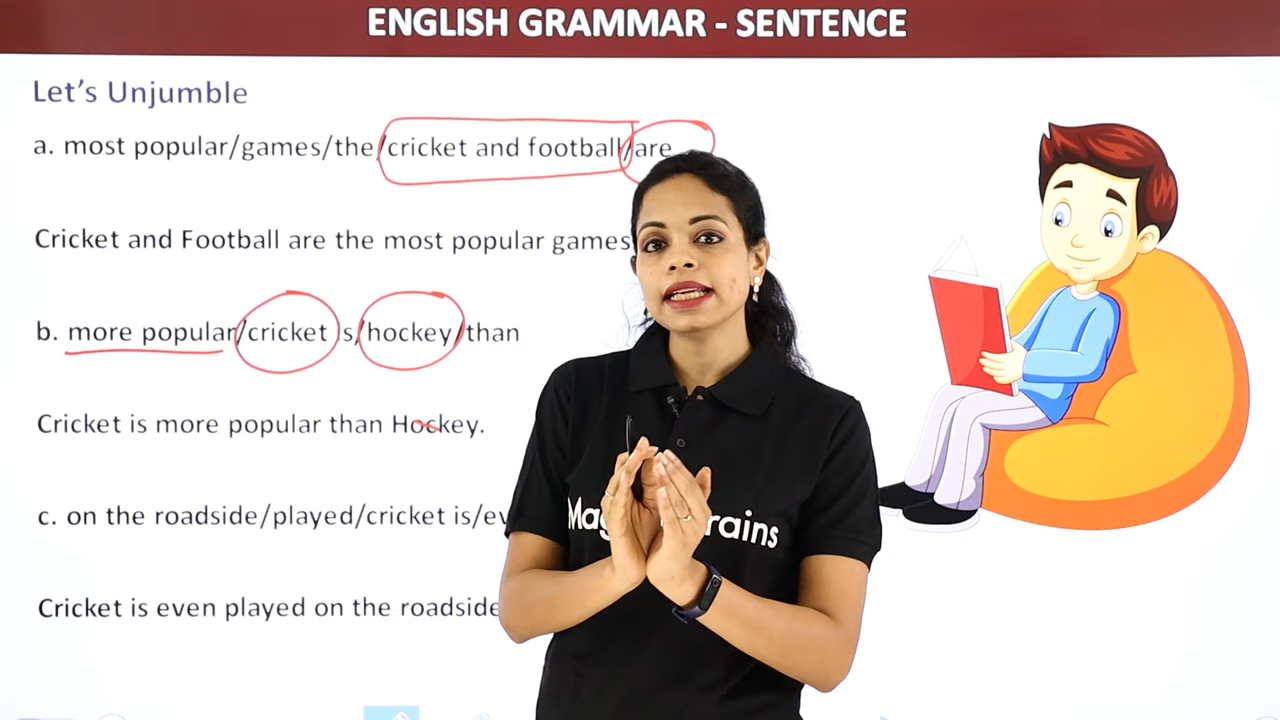 ENGLISH GRAMMAR - SENTENCE
Let's Unjumble
a. most popular/games/the/cricket and football/are
Cricket and Football are the most popular games
b. more popular/cricket s/hockey/than
Cricket is more popular than Hockey.
c. on the roadside/played/cricket is/ev
Cricket is even played on the roadside